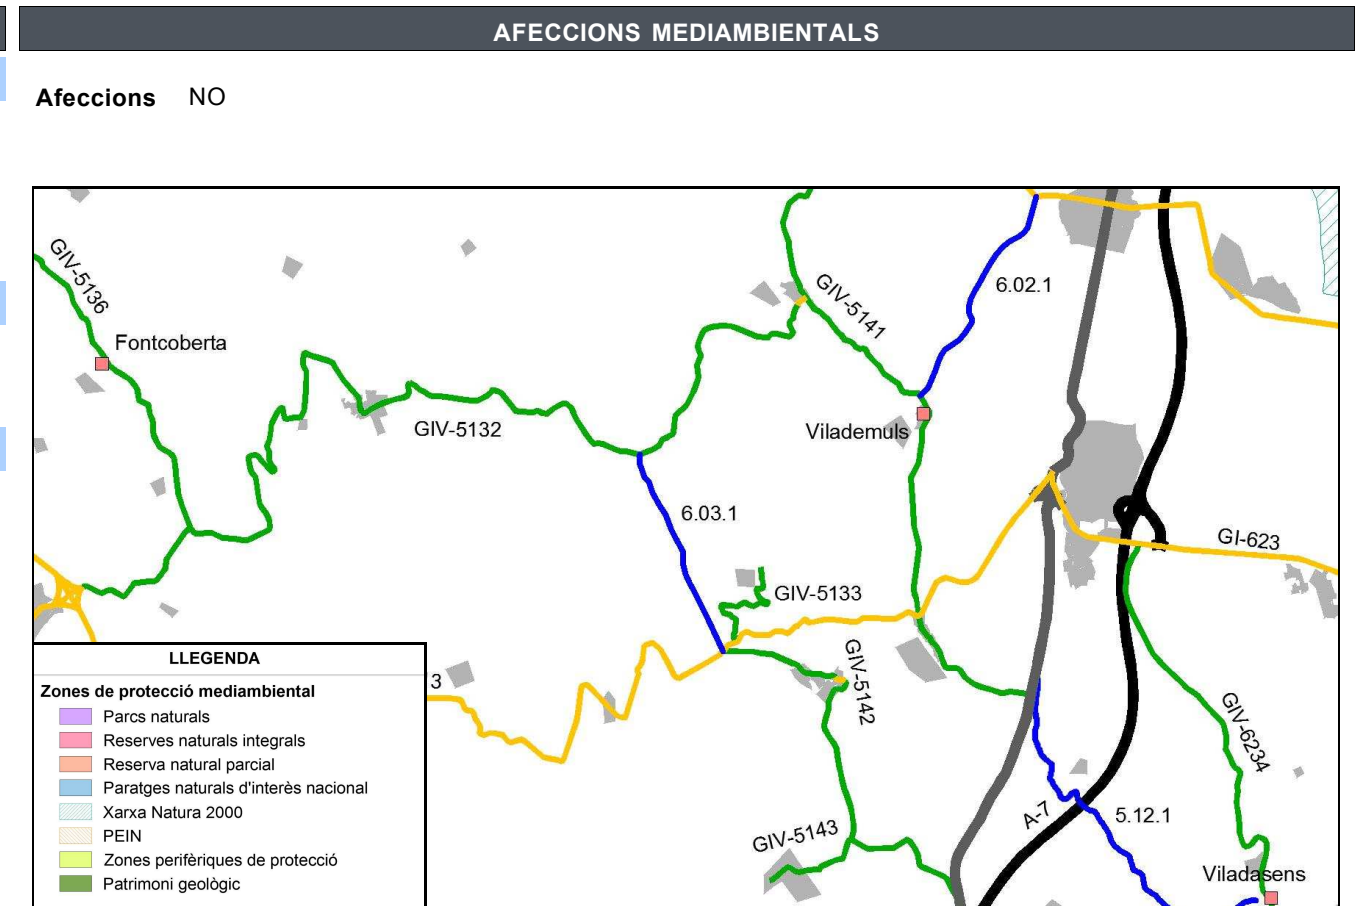 AFECCIONS MEDIAMBIENTALS
Afeccions NO
GIV-5136
Fontcoberta
GIV-5132
GIV-5141
6.02.1
Vilademuls
6.03.1
GIV-5133
GI-623
GIV-5142
3
GIV-6234
A-7
5.12.1
GIV-5143
Viladasens
LLEGENDA
Zones de protecció mediambiental
Parcs naturals
Reserves naturals integrals
Reserva natural parcial
Paratges naturals d'interès nacional
Xarxa Natura 2000
PEIN
Zones perifèriques de protecció
Patrimoni geològic